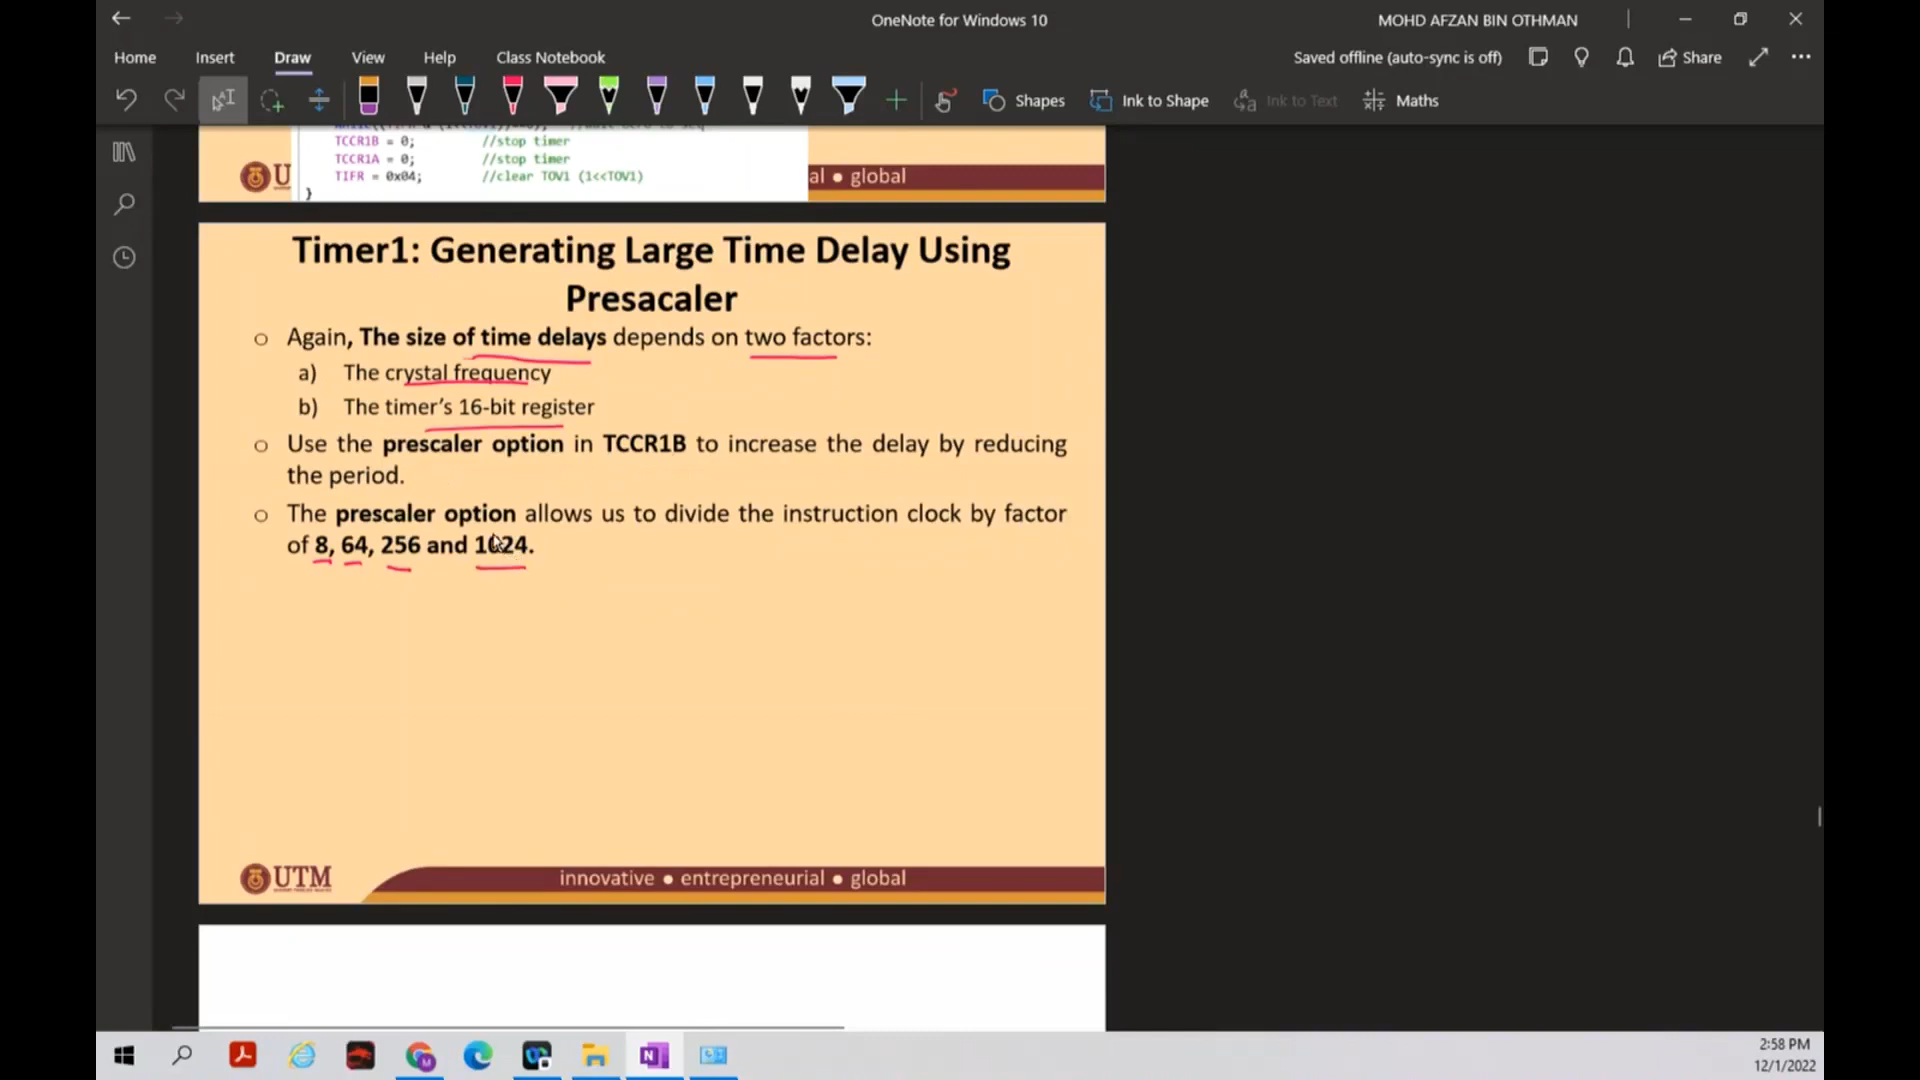 OneNote for Windows 10
MOHD AFZAN BIN OTHMAN
Home Insert Draw View Help Class Notebook
Saved offline (auto-sync is off) Share
Shapes Ink to Shape Ink to Text Maths
TCCR1B = 0; //stop timer
TCCR1A = 0; //stop timer
TIFR = 0x04; //clear TOV1 (1<<TOV1)
}
U al ● global
Timer1: Generating Large Time Delay Using
Presacaler
o Again, The size of time delays depends on two factors:
a) The crystal frequency
b) The timer's 16-bit register
o Use the prescaler option in TCCR1B to increase the delay by reducing
the period.
o The prescaler option allows us to divide the instruction clock by factor
of 8, 64, 256 and 1024.
UTM
innovative ● entrepreneurial ● global
2:58 PM
12/1/2022